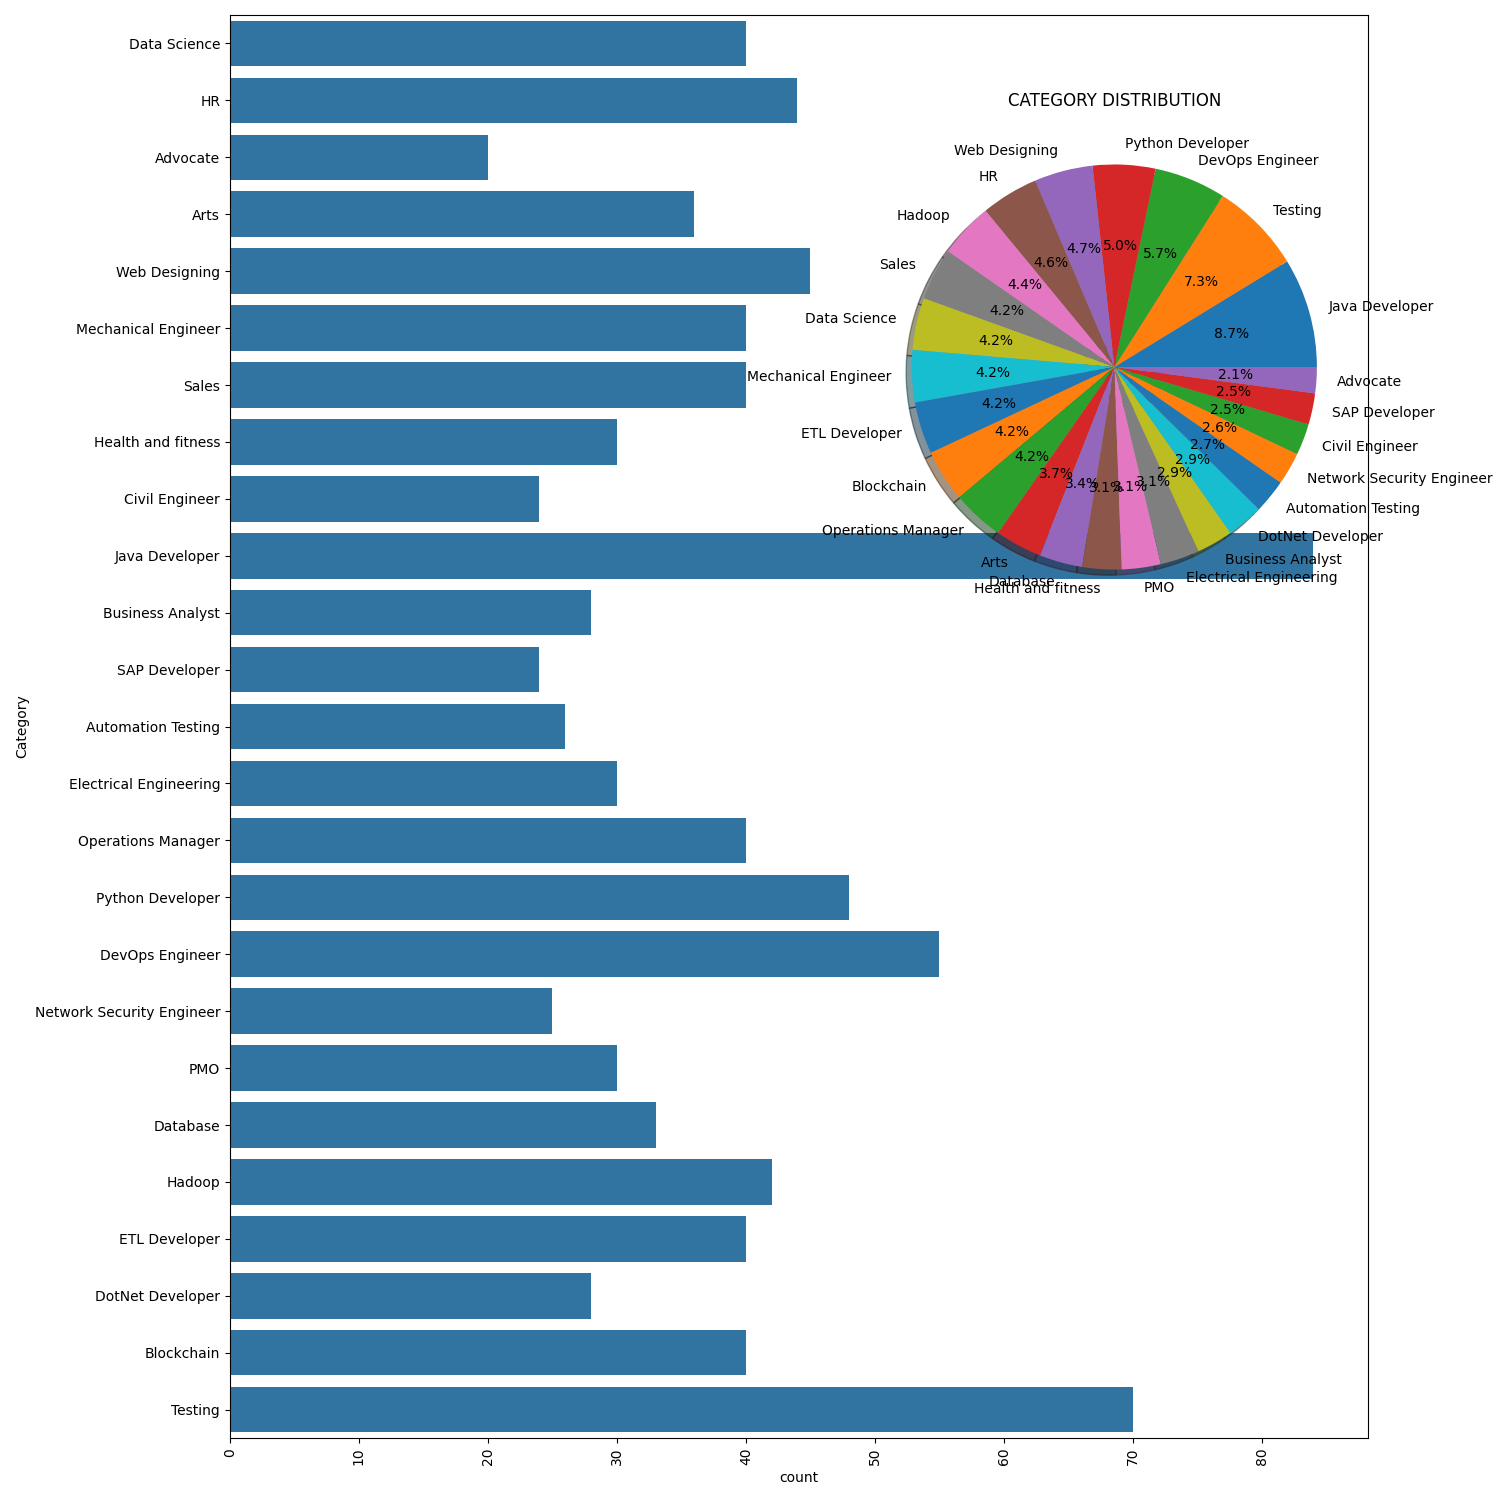 Data Science
HR
Advocate
Arts
Web Designing
Mechanical Engineer
Sales
Health and fitness
Civil Engineer
Java Developer
Business Analyst
SAP Developer
Automation Testing
Electrical Engineering
Operations Manager
Python Developer
DevOps Engineer
Network Security Engineer
PMO
Database
Hadoop
ETL Developer
DotNet Developer
Blockchain
Testing
Category
0
10
20
30
40
50
60
70
80
count
CATEGORY DISTRIBUTION
Java Developer
8.7%
Testing
7.3%
DevOps Engineer
5.7%
Python Developer
5.0%
Web Designing
4.7%
HR
4.6%
Hadoop
4.4%
Sales
4.2%
Data Science
4.2%
Mechanical Engineer
4.2%
ETL Developer
4.2%
Blockchain
4.2%
Operations Manager
4.2%
Arts
3.7%
Database
3.4%
Health and fitness
3.1%
PMO
3.1%
Electrical Engineering
3.1%
Business Analyst
2.9%
DotNet Developer
2.9%
Automation Testing
2.7%
Network Security Engineer
2.6%
Civil Engineer
2.5%
SAP Developer
2.5%
Advocate
2.1%